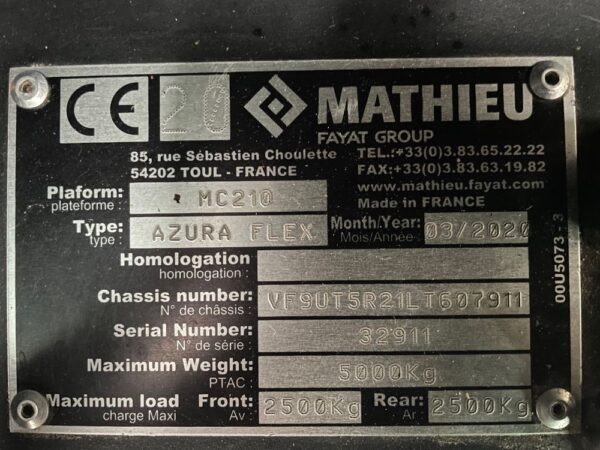 CE 20 MATHIEU
FAYAT GROUP
85, rue Sébastien Choulette TEL.:+33(0)3.83.65.22.22
54202 TOUL - FRANCE FAX:+33(0)3.83.63.19.82
www.mathieu.fayat.com
Made in FRANCE
Plaform: MC210
plateforme :
Type: AZURA FLEX Month/Year: 03/2020
type : Mois/Année :
Homologation
homologation :
Chassis number: VF9UT5R21LT607911
N° de châssis :
Serial Number: 32911
N° de série :
Maximum Weight: 5000Kg
PTAC :
Maximum load Front: 2500Kg Rear: 2500Kg
charge Maxi Av : Ar :
00U5073 - 3